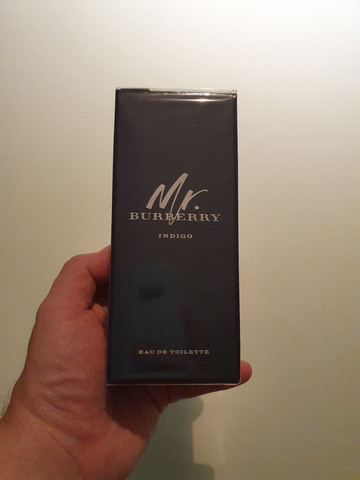 Mr.
BURBERRY
INDIGO
EAU DE TOILETTE